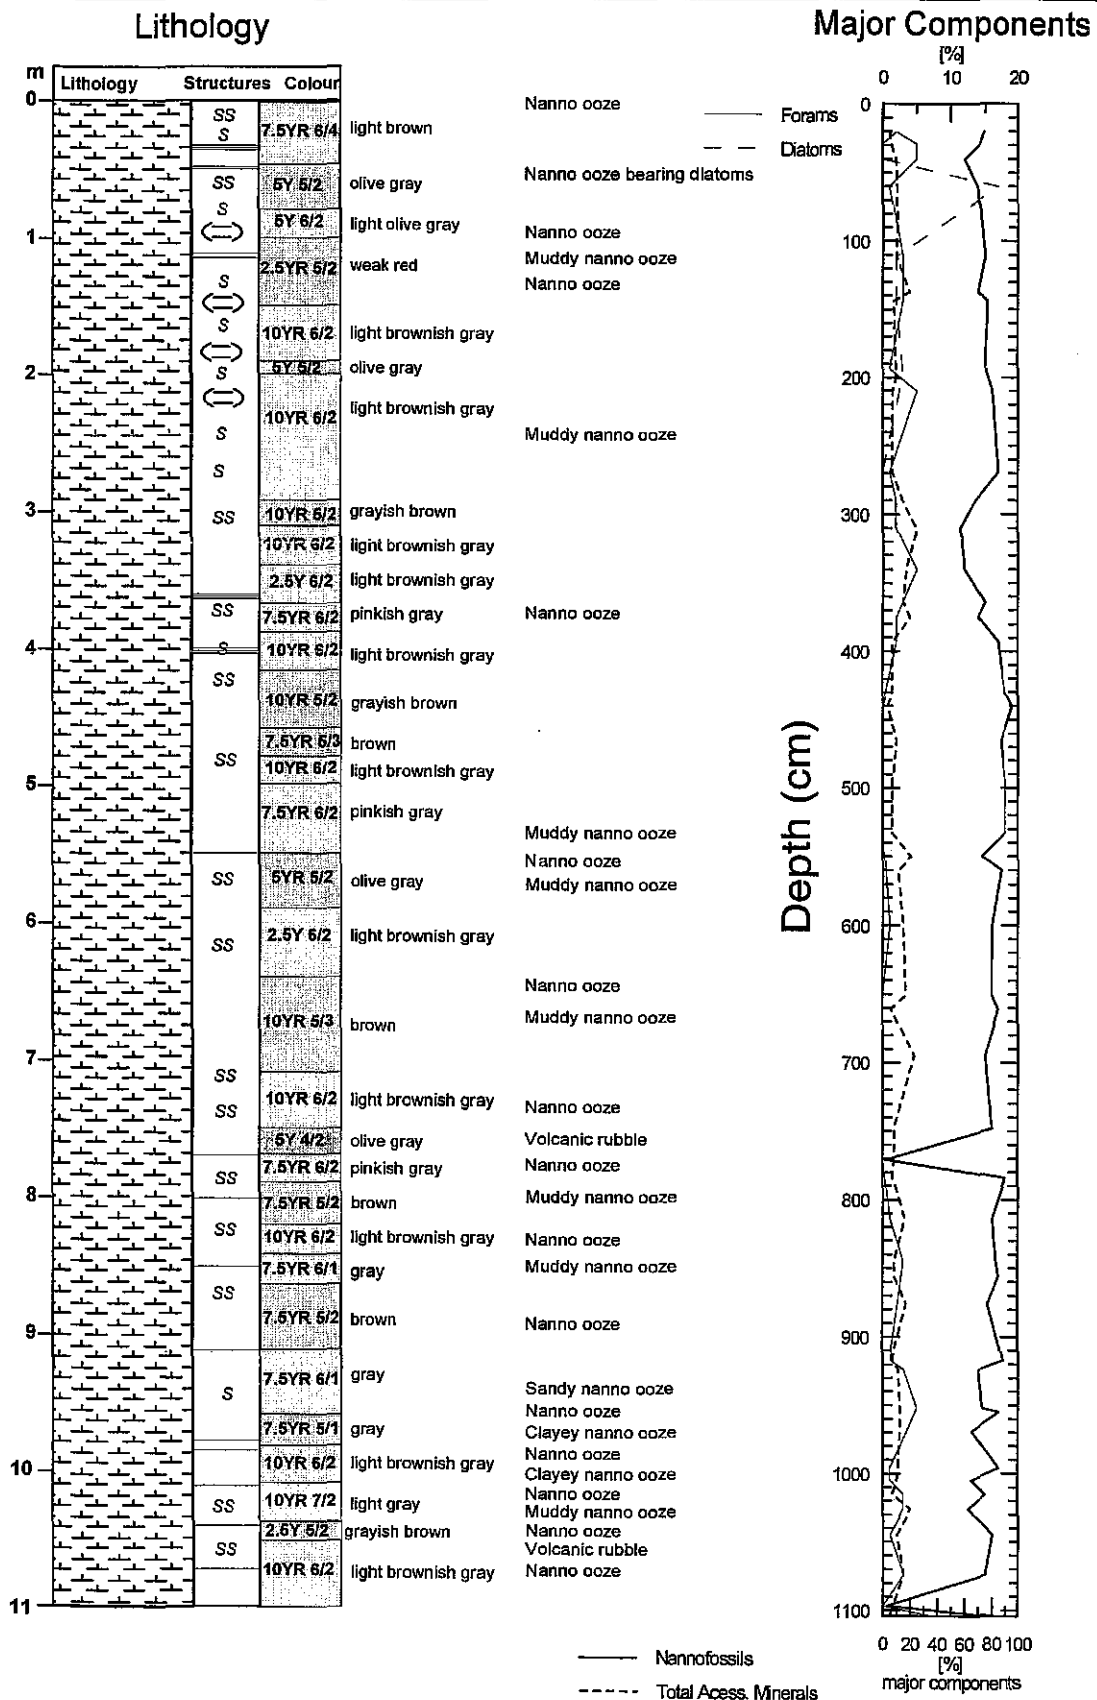 Lithology
Major Components
[%]
0 10 20
m
Lithology Structures Colour
0
SS
S
7.5YR 6/4 light brown
Nanno ooze
Forams
Diatoms
0
SS
5Y 5/2 olive gray
Nanno ooze bearing diatoms
S
5Y 6/2 light olive gray
Nanno ooze
1
100
2.5YR 5/2 weak red
Muddy nanno ooze
S
Nanno ooze
S
10YR 6/2 light brownish gray
2
S
5Y 5/2 olive gray
200
10YR 6/2 light brownish gray
S
Muddy nanno ooze
S
3
SS
10YR 5/2 grayish brown
300
10YR 6/2 light brownish gray
2.5Y 6/2 light brownish gray
SS
7.5YR 6/2 pinkish gray
Nanno ooze
4
S
10YR 6/2 light brownish gray
400
SS
10YR 5/2 grayish brown
7.5YR 5/3 brown
SS
10YR 6/2 light brownish gray
5
500
7.5YR 6/2 pinkish gray
Muddy nanno ooze
Nanno ooze
SS
5YR 5/2 olive gray
Muddy nanno ooze
Depth (cm)
6
600
SS
2.5Y 6/2 light brownish gray
Nanno ooze
10YR 5/3 brown
Muddy nanno ooze
7
700
SS
10YR 6/2 light brownish gray
SS
Nanno ooze
5Y 4/2 olive gray
Volcanic rubble
SS
7.5YR 6/2 pinkish gray
Nanno ooze
8
7.5YR 5/2 brown
Muddy nanno ooze
800
SS
10YR 6/2 light brownish gray
Nanno ooze
7.5YR 6/1 gray
Muddy nanno ooze
SS
7.5YR 5/2 brown
Nanno ooze
9
900
7.5YR 6/1 gray
S
Sandy nanno ooze
Nanno ooze
7.5YR 5/1 gray
Clayey nanno ooze
Nanno ooze
10
10YR 6/2 light brownish gray
Clayey nanno ooze
1000
Nanno ooze
SS
10YR 7/2 light gray
Muddy nanno ooze
2.5Y 5/2 grayish brown
Nanno ooze
SS
Volcanic rubble
10YR 6/2 light brownish gray
Nanno ooze
11
1100
0 20 40 60 80 100
[%]
major components
Nannofossils
Total Acess. Minerals